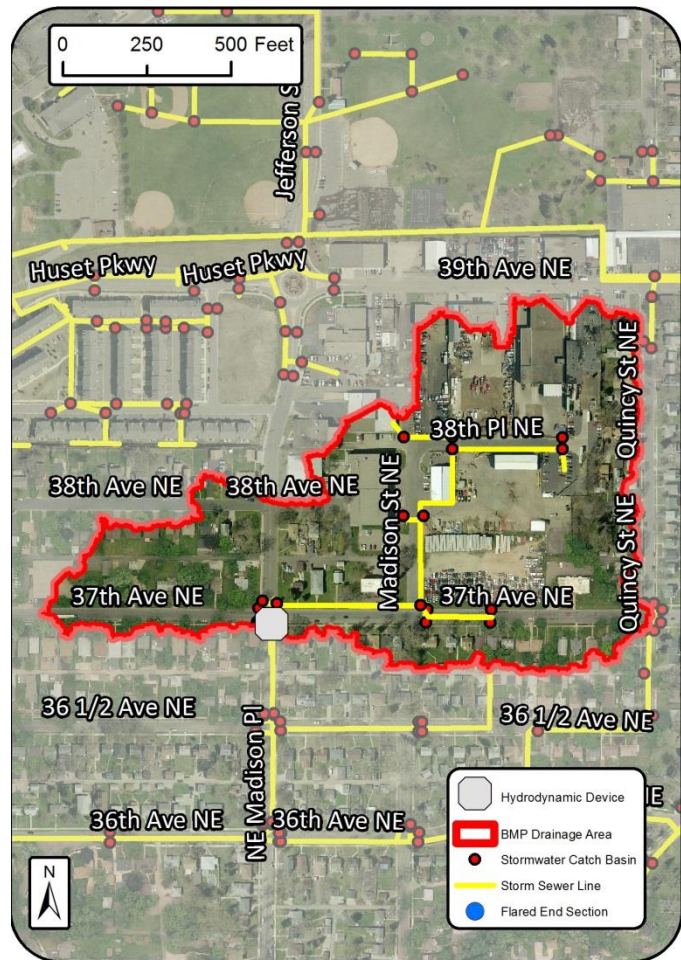 0 250 500 Feet
Jefferson S
Huset Pkwy
Huset Pkwy
39th Ave NE
Quincy St NE
38th Pl NE
38th Ave NE
38th Ave NE
Madison St NE
Quincy St NE
37th Ave NE
37th Ave NE
36 1/2 Ave NE
36 1/2 Ave NE
NE Madison Pl
36th Ave NE
36th Ave NE
NE
N
Hydrodynamic Device
BMP Drainage Area
Stormwater Catch Basin
Storm Sewer Line
Flared End Section